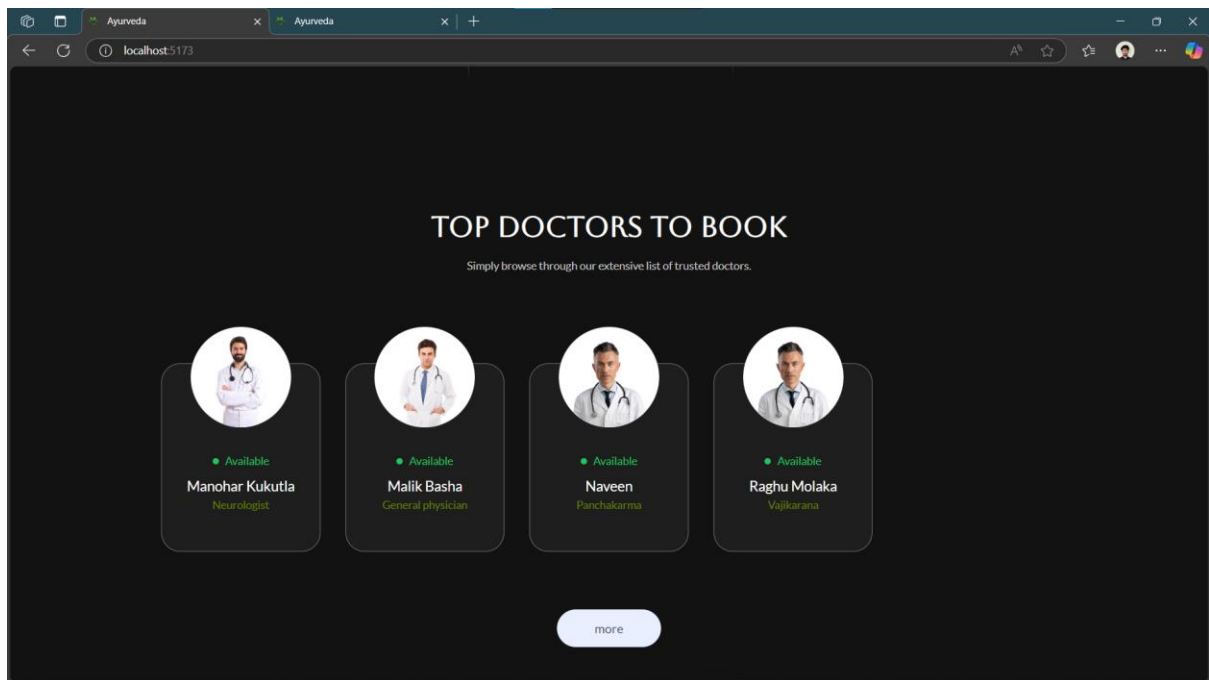 Ayurveda
Ayurveda
localhost:5173
TOP DOCTORS TO BOOK
Simply browse through our extensive list of trusted doctors.
Available
Manohar Kukutla
Neurologist
Available
Malik Basha
General physician
Available
Naveen
Panchakarma
Available
Raghu Molaka
Vajikarana
more